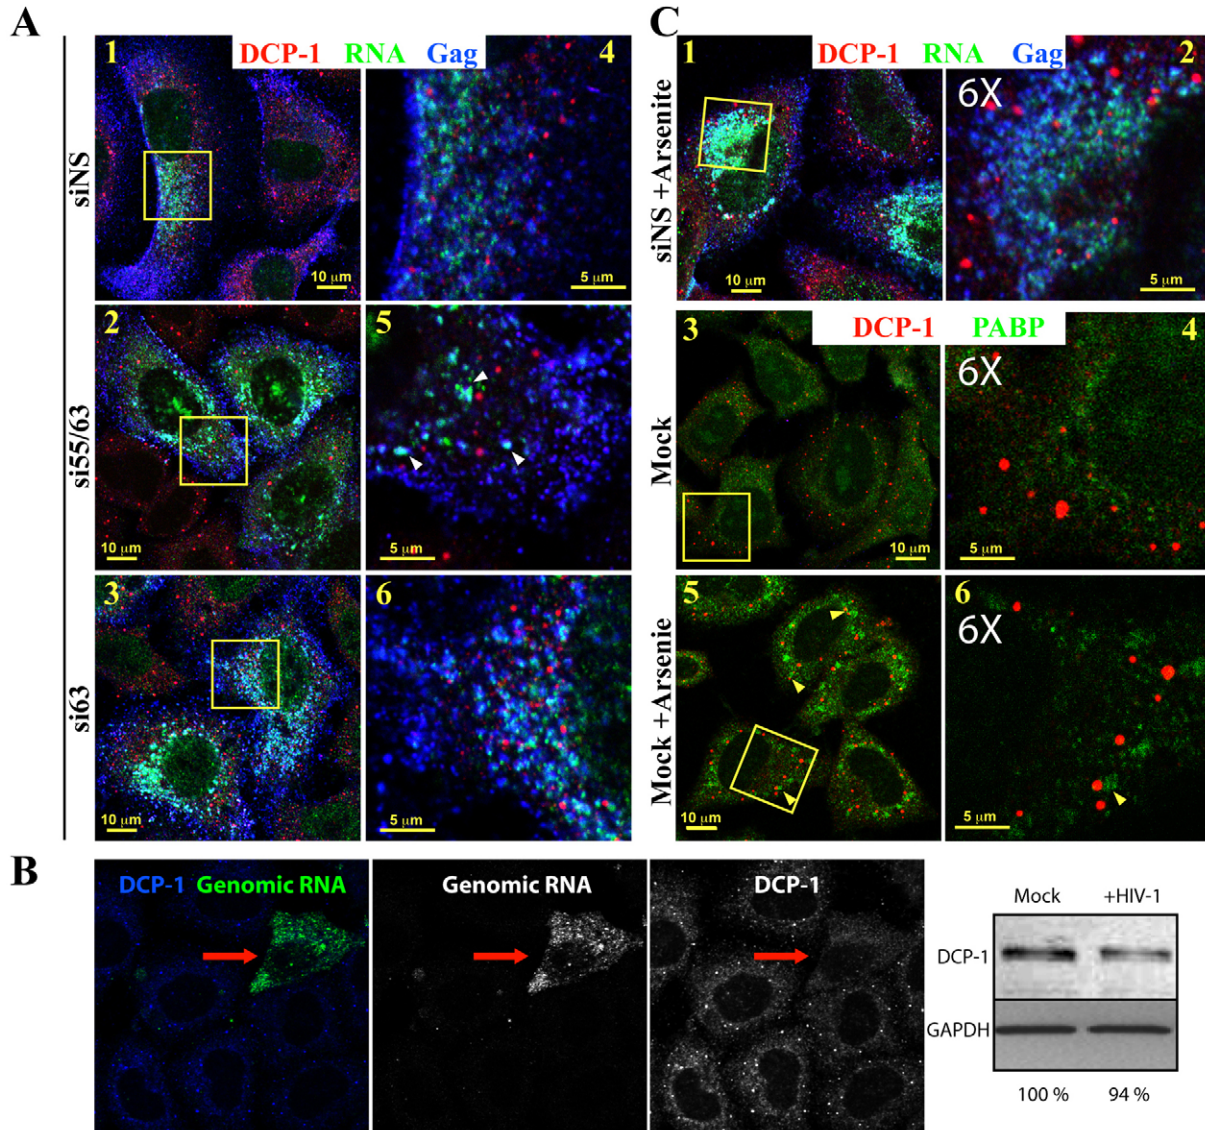 A
C
1
DCP-1 RNA Gag
4
siNS
10 µm
5 µm
2
5
si55/63
10 µm
5 µm
3
6
si63
10 µm
5 µm
1
DCP-1 RNA Gag
2
6X
siNS +Arsenite
10 µm
5 µm
3
DCP-1 PABP
4
6X
Mock
10 µm
5 µm
5
6
6X
Mock +Arsenie
10 µm
5 µm
B
DCP-1 Genomic RNA
Genomic RNA
DCP-1
Mock +HIV-1
DCP-1
GAPDH
100 % 94 %